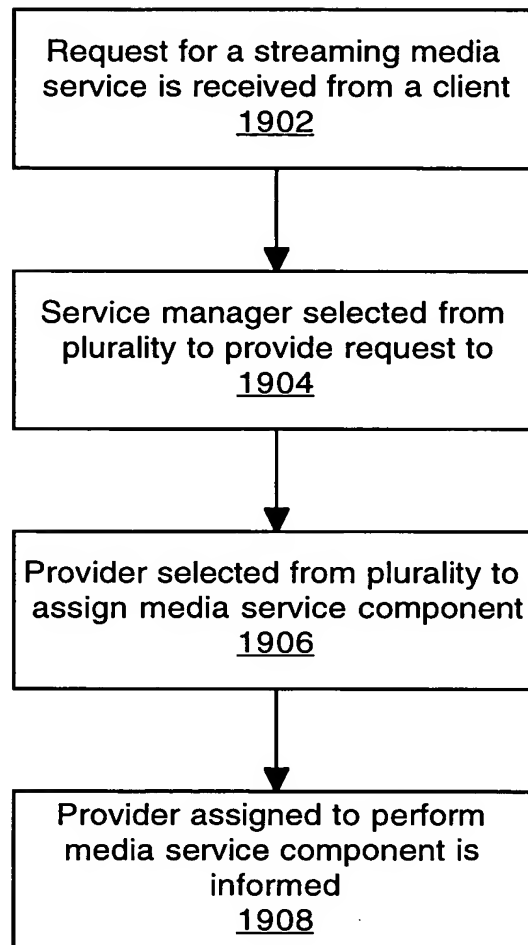 Request for a streaming media
service is received from a client
1902
Service manager selected from
plurality to provide request to
1904
Provider selected from plurality to
assign media service component
1906
Provider assigned to perform
media service component is
informed
1908